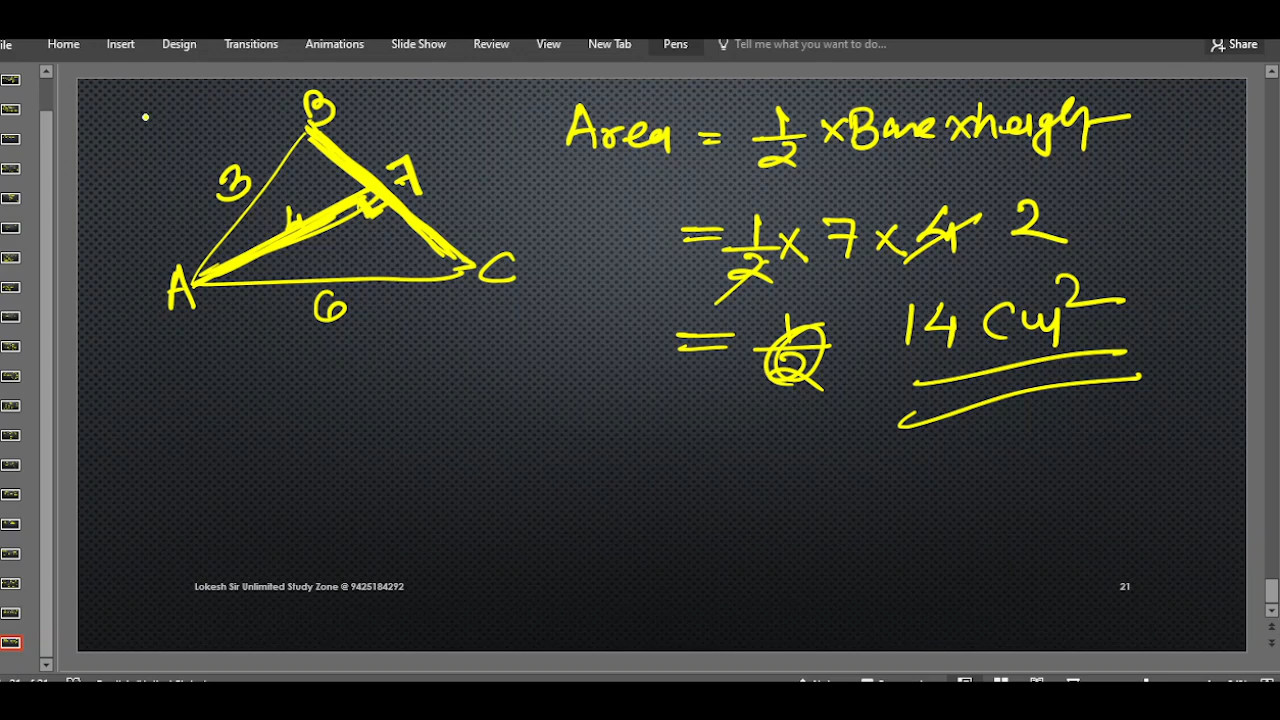 File Home Insert Design Transitions Animations Slide Show Review View New Tab Pens Tell me what you want to do... Share
B
3
7
4
A
C
6
Area = 1/2 x Base x height
= 1/2 x 7 x 4 2
= 1/2 14 cm²
Lokesh Sir Unlimited Study Zone @ 9425184292
21